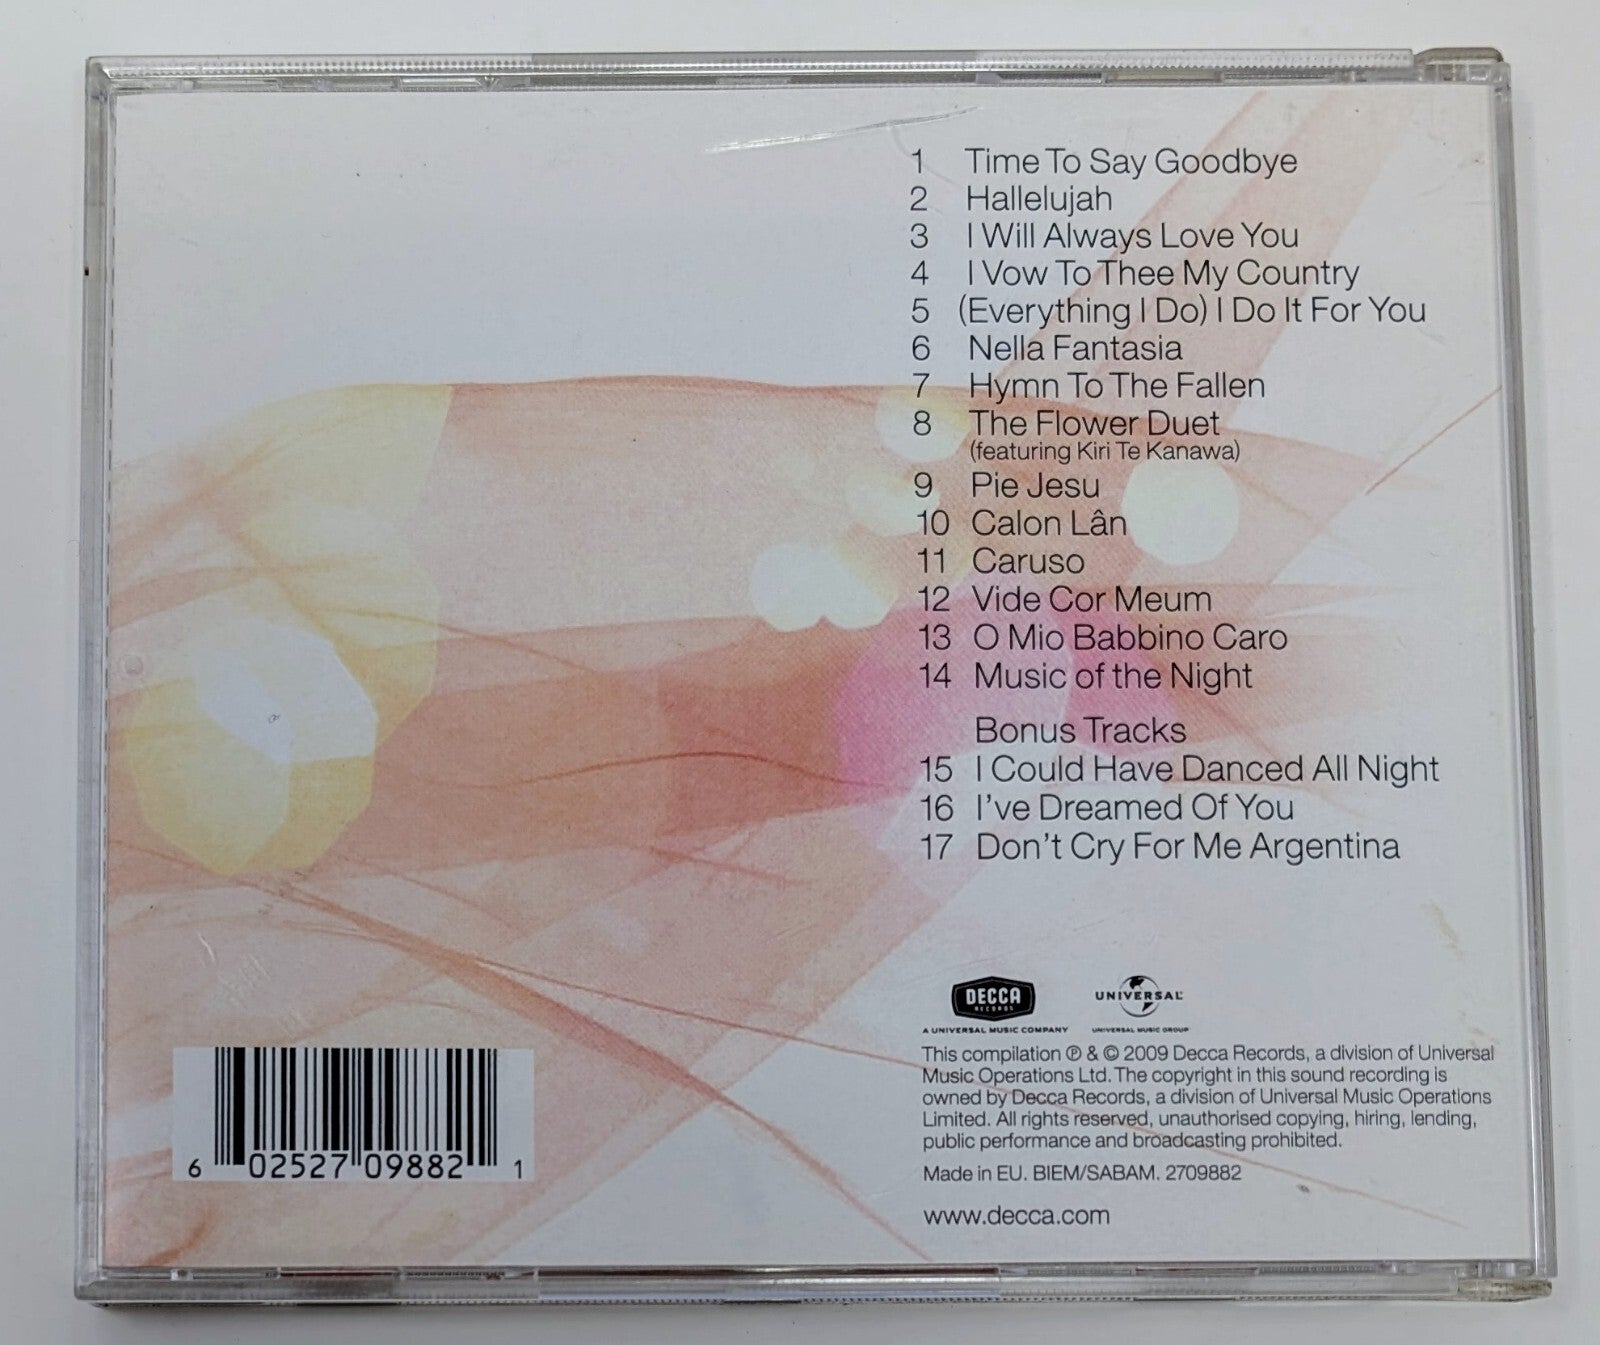 1 Time To Say Goodbye
2 Hallelujah
3 I Will Always Love You
4 I Vow To Thee My Country
5 (Everything I Do) I Do It For You
6 Nella Fantasia
7 Hymn To The Fallen
8 The Flower Duet
(featuring Kiri Te Kanawa)
9 Pie Jesu
10 Calon Lân
11 Caruso
12 Vide Cor Meum
13 O Mio Babbino Caro
14 Music of the Night
Bonus Tracks
15 I Could Have Danced All Night
16 I've Dreamed Of You
17 Don't Cry For Me Argentina
DECCA
RECORDS
A UNIVERSAL MUSIC COMPANY
UNIVERSAL
UNIVERSAL MUSIC GROUP
This compilation ℗ & © 2009 Decca Records, a division of Universal
Music Operations Ltd. The copyright in this sound recording is
owned by Decca Records, a division of Universal Music Operations
Limited. All rights reserved, unauthorised copying, hiring, lending,
public performance and broadcasting prohibited.
Made in EU. BIEM/SABAM. 2709882
www.decca.com
6 02527 09882 1